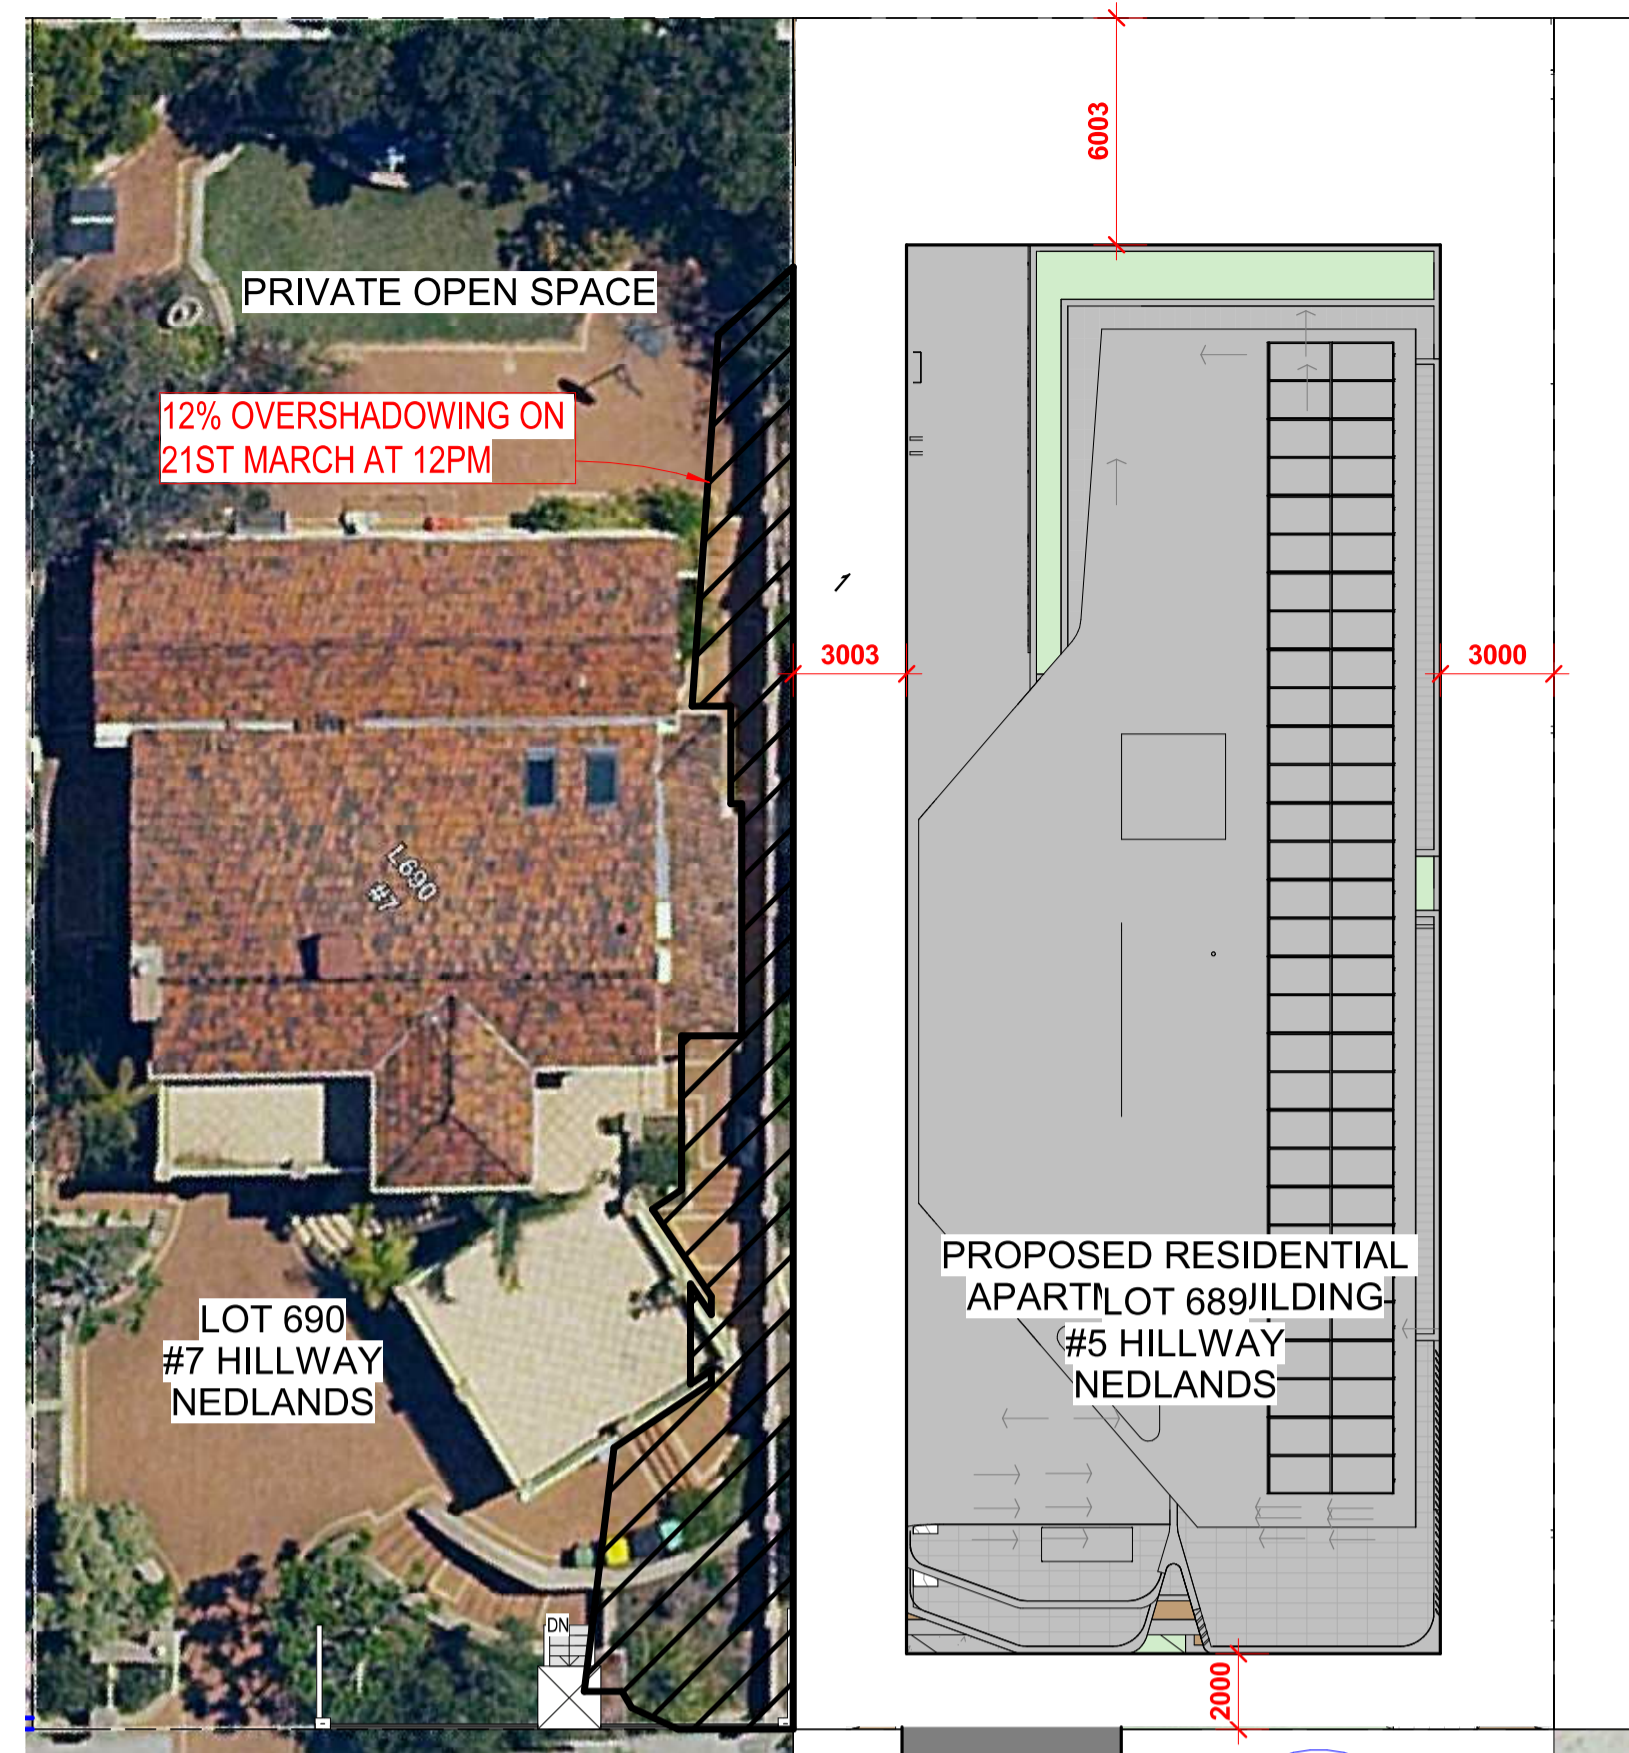 6003
PRIVATE OPEN SPACE
12% OVERSHADOWING ON
21ST MARCH AT 12PM
1
3003
3000
L690
#7
PROPOSED RESIDENTIAL
LOT 689
#5 HILLWAY
NEDLANDS
LOT 690
#7 HILLWAY
NEDLANDS
DN
2000